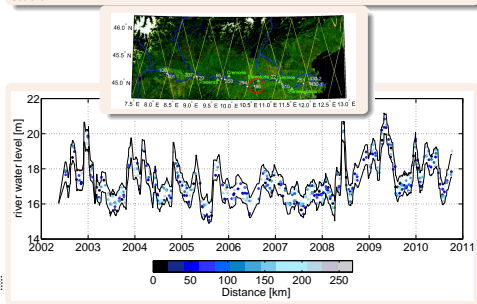 46.0° N
45.5° N
45.0° N
Cremona
7.5° E 8.0° E 8.5° E 9.0° E 9.5° E 10.0° E 10.5° E 11.0° E 11.5° E 12.0° E 12.5° E 13.0° E
22
20
18
16
14
river water level [m]
2002 2003 2004 2005 2006 2007 2008 2009 2010 2011
0 50 100 150 200 250
Distance [km]